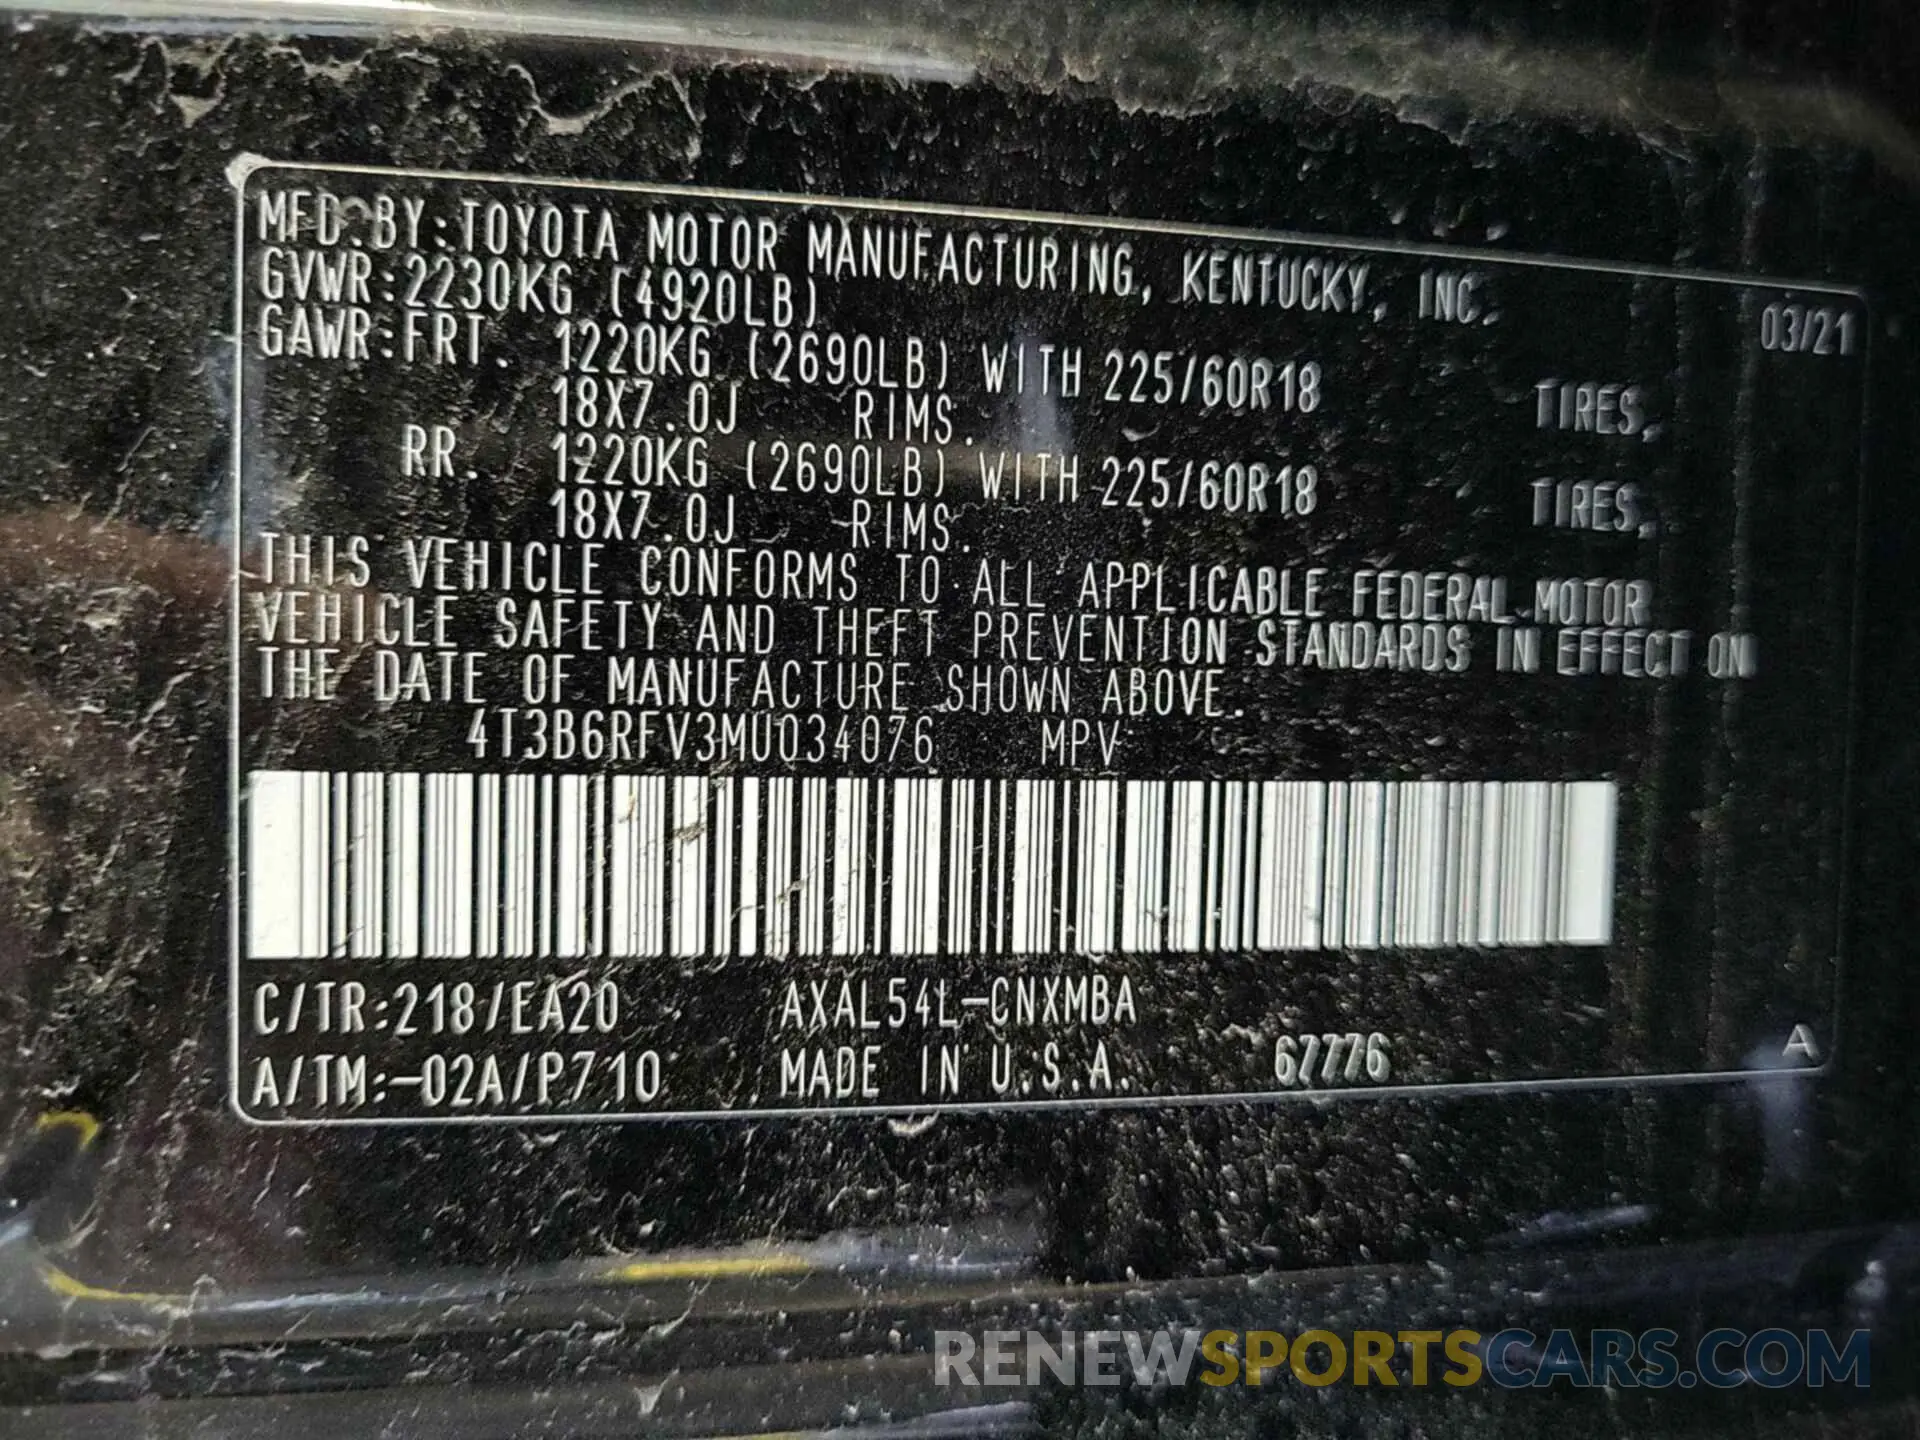 MFD.BY:TOYOTA MOTOR MANUFACTURING, KENTUCKY, INC. 03/21
GVWR:2230KG (4920LB)
GAWR:FRT. 1220KG (2690LB) WITH 225/60R18 TIRES,
18X7.0J RIMS.
RR. 1220KG (2690LB) WITH 225/60R18 TIRES,
18X7.0J RIMS.
THIS VEHICLE CONFORMS TO ALL APPLICABLE FEDERAL MOTOR
VEHICLE SAFETY AND THEFT PREVENTION STANDARDS IN EFFECT ON
THE DATE OF MANUFACTURE SHOWN ABOVE.
4T3B6RFV3MU034076 MPV
C/TR:218/EA20 AXAL54L-CNXMBA
A/TM:-02A/P710 MADE IN U.S.A. 67776 A
RENEWSPORTSCARS.COM